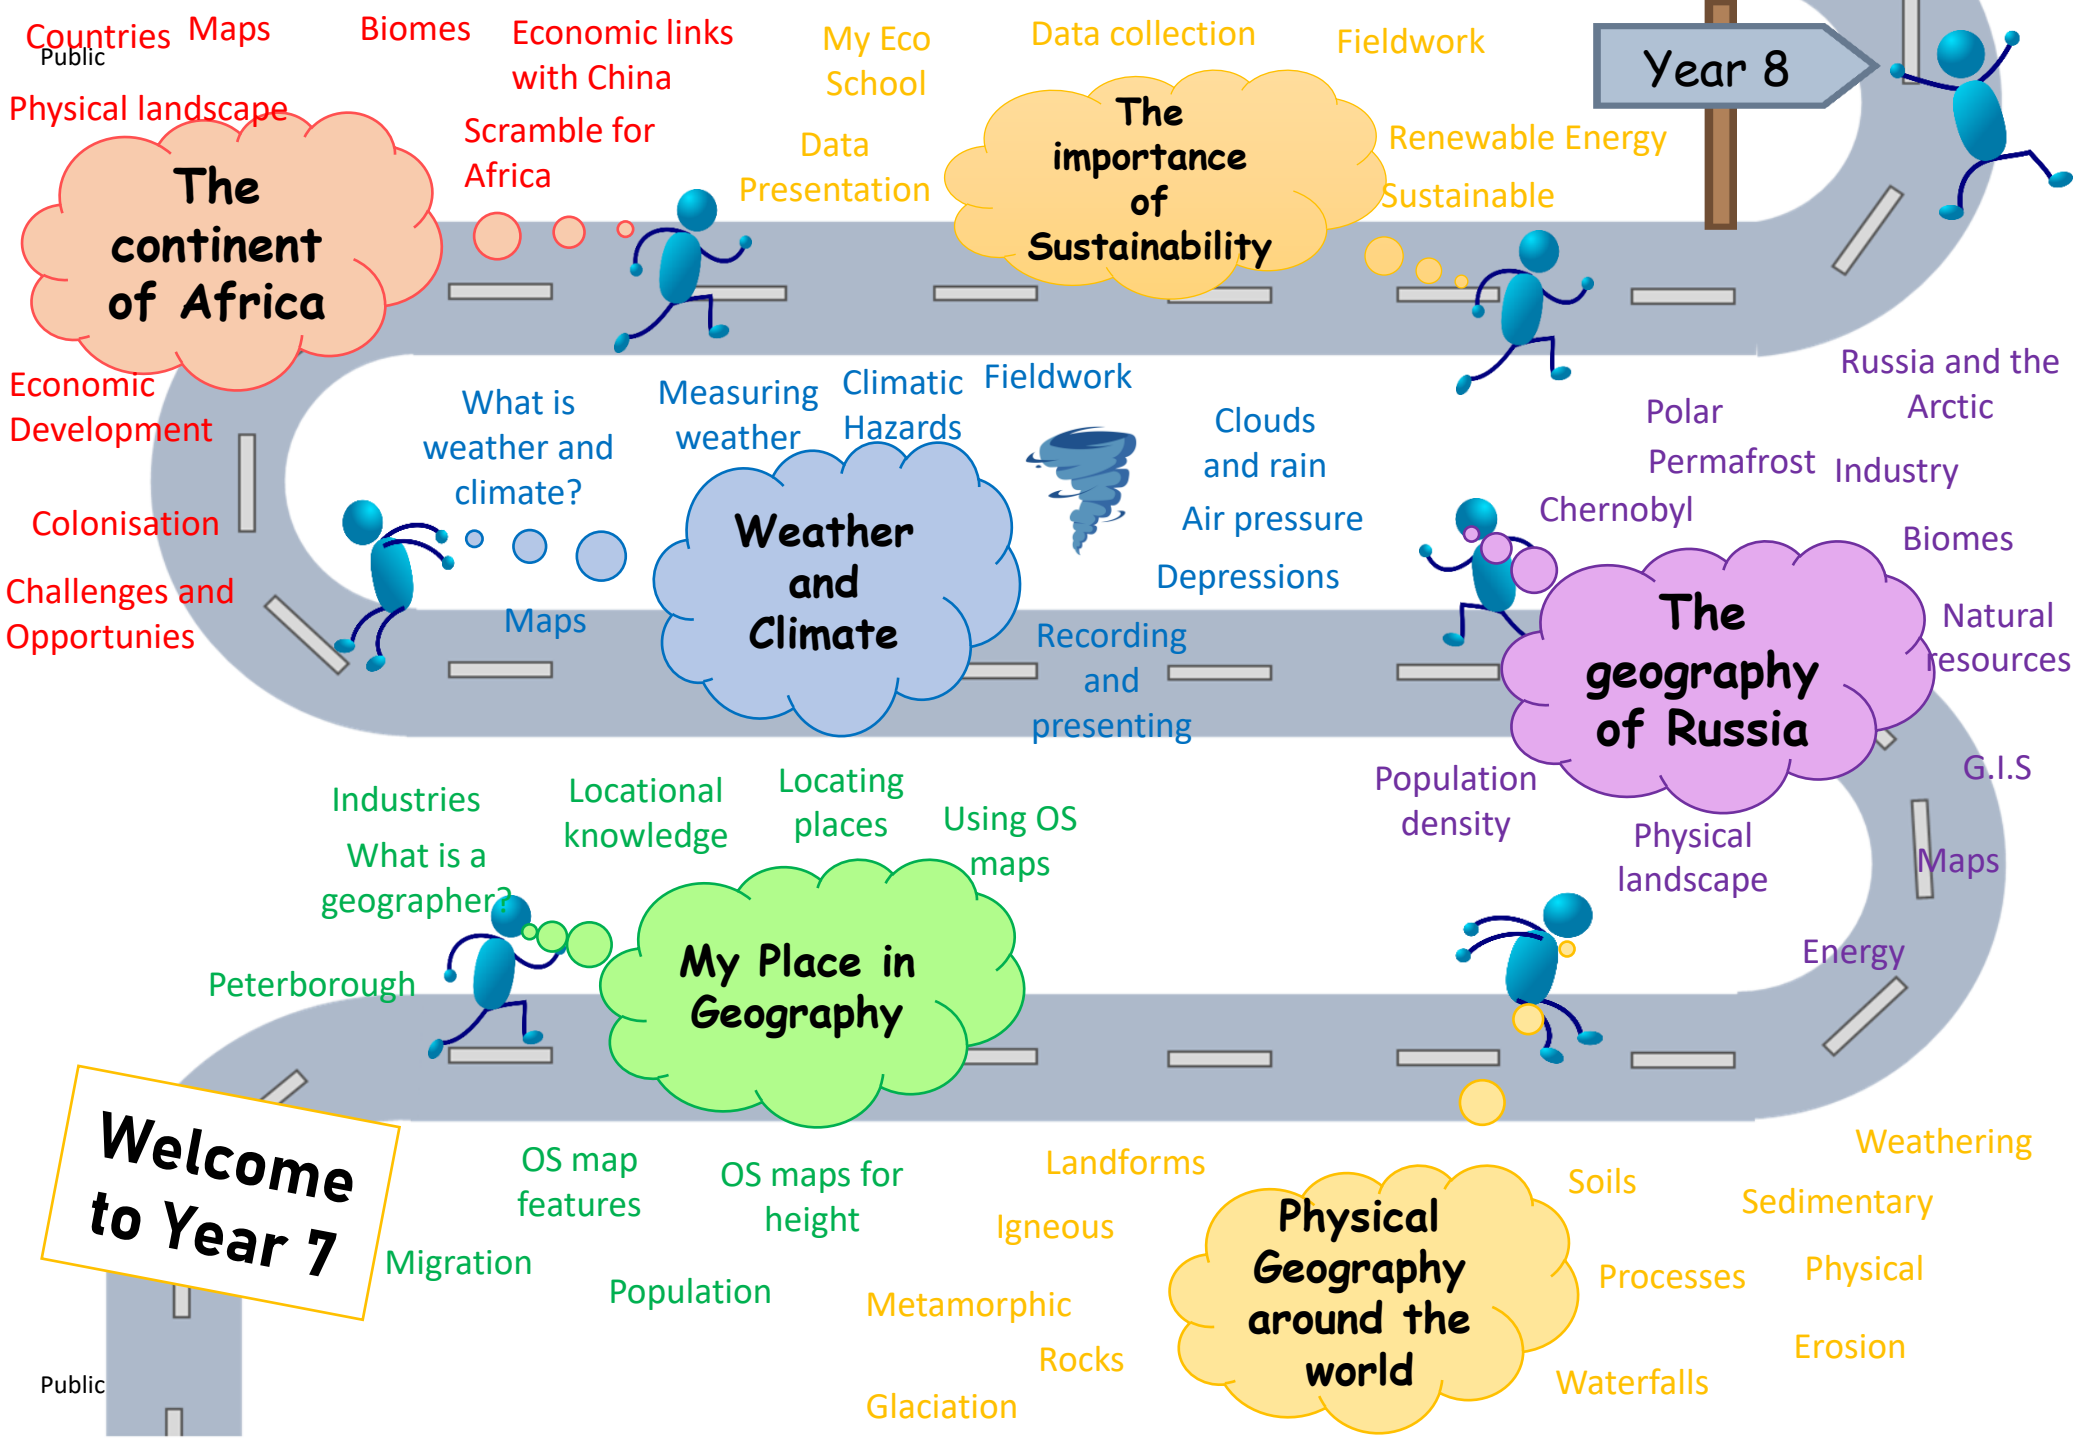 Countries
Maps
Biomes
Economic links
with China
My Eco
School
Data collection
Fieldwork
Year 8
Public
Physical landscape
Scramble for
Africa
Data
Presentation
The
importance
of
Sustainability
Renewable Energy
Sustainable
The
continent
of Africa
Economic
Development
Colonisation
Challenges and
Opportunies
What is
weather and
climate?
Measuring
weather
Climatic
Hazards
Fieldwork
Clouds
and rain
Air pressure
Depressions
Weather
and
Climate
Maps
Recording
and
presenting
Russia and the
Arctic
Polar
Permafrost
Industry
Chernobyl
Biomes
The
geography
of Russia
Natural
resources
G.I.S
Population
density
Physical
landscape
Maps
Energy
Industries
Locational
knowledge
Locating
places
Using OS
maps
What is a
geographer?
Peterborough
My Place in
Geography
Welcome
to Year 7
OS map
features
OS maps for
height
Migration
Population
Landforms
Igneous
Metamorphic
Rocks
Glaciation
Physical
Geography
around the
world
Soils
Weathering
Sedimentary
Processes
Physical
Erosion
Waterfalls
Public